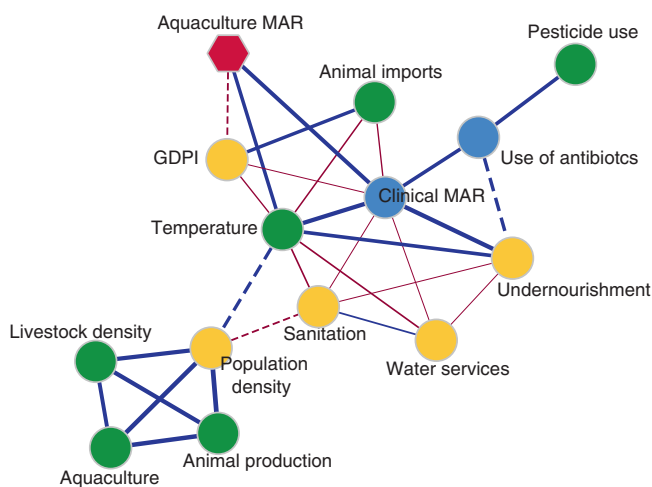 Aquaculture MAR
Pesticide use
Animal imports
GDPI
Use of antibiotcs
Clinical MAR
Temperature
Undernourishment
Sanitation
Livestock density
Water services
Population
density
Animal production
Aquaculture